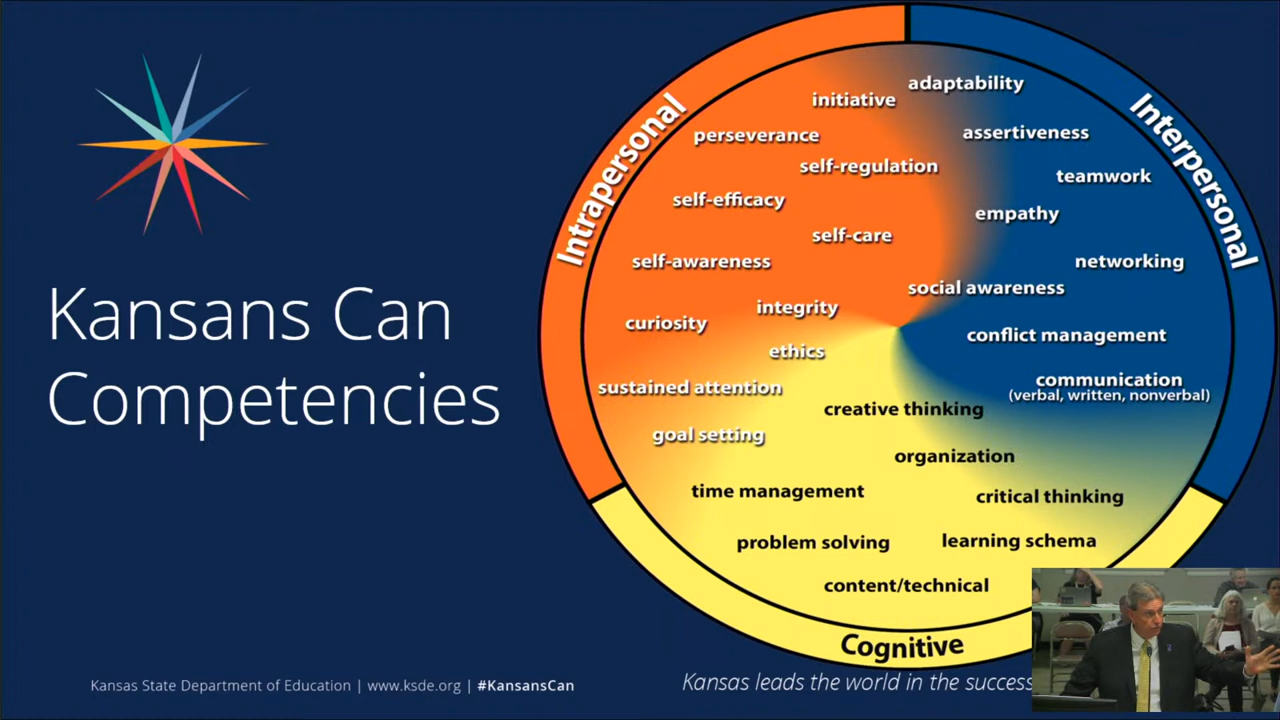 Kansans Can
Competencies
Intrapersonal
Interpersonal
Cognitive
adaptability
initiative
perseverance
assertiveness
self-regulation
teamwork
self-efficacy
empathy
self-care
self-awareness
networking
social awareness
integrity
curiosity
conflict management
ethics
sustained attention
communication
(verbal, written, nonverbal)
creative thinking
goal setting
organization
time management
critical thinking
problem solving
learning schema
content/technical
Kansas State Department of Education | www.ksde.org | #KansansCan
Kansas leads the world in the success